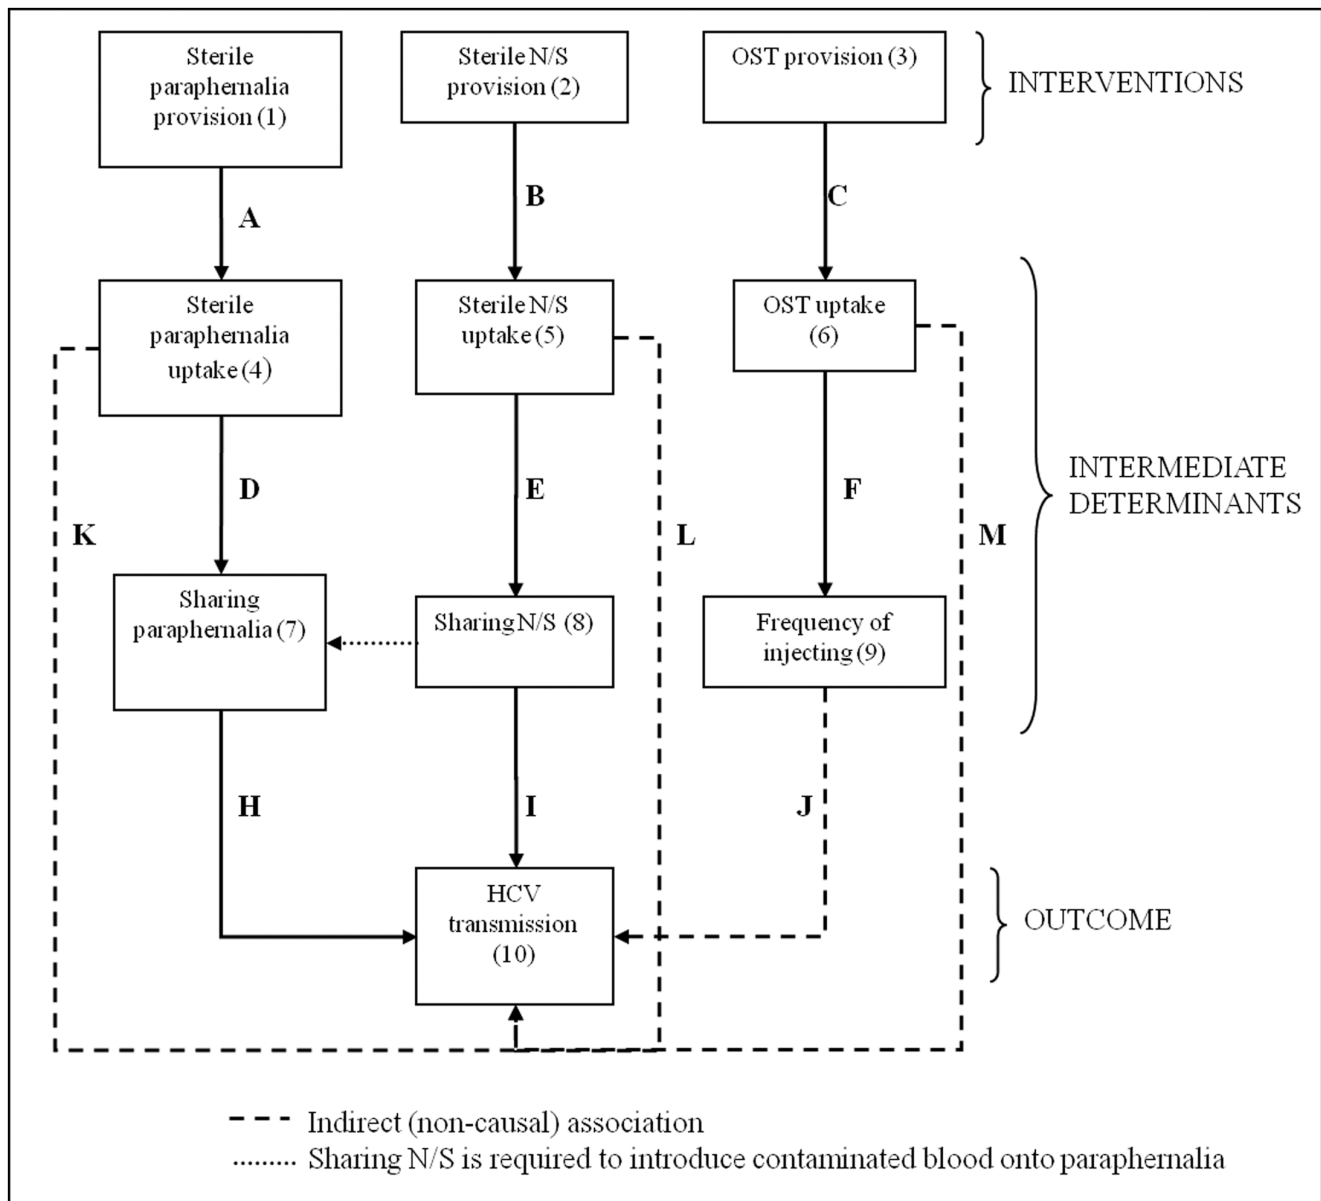 Sterile
paraphernalia
provision (1)
Sterile N/S
provision (2)
OST provision (3)
INTERVENTIONS
A
B
C
Sterile
paraphernalia
uptake (4)
Sterile N/S
uptake (5)
OST uptake
(6)
D
E
F
INTERMEDIATE
DETERMINANTS
K
L
M
Sharing
paraphernalia (7)
Sharing N/S (8)
Frequency of
injecting (9)
H
I
J
HCV
transmission
(10)
OUTCOME
Indirect (non-causal) association
Sharing N/S is required to introduce contaminated blood onto paraphernalia